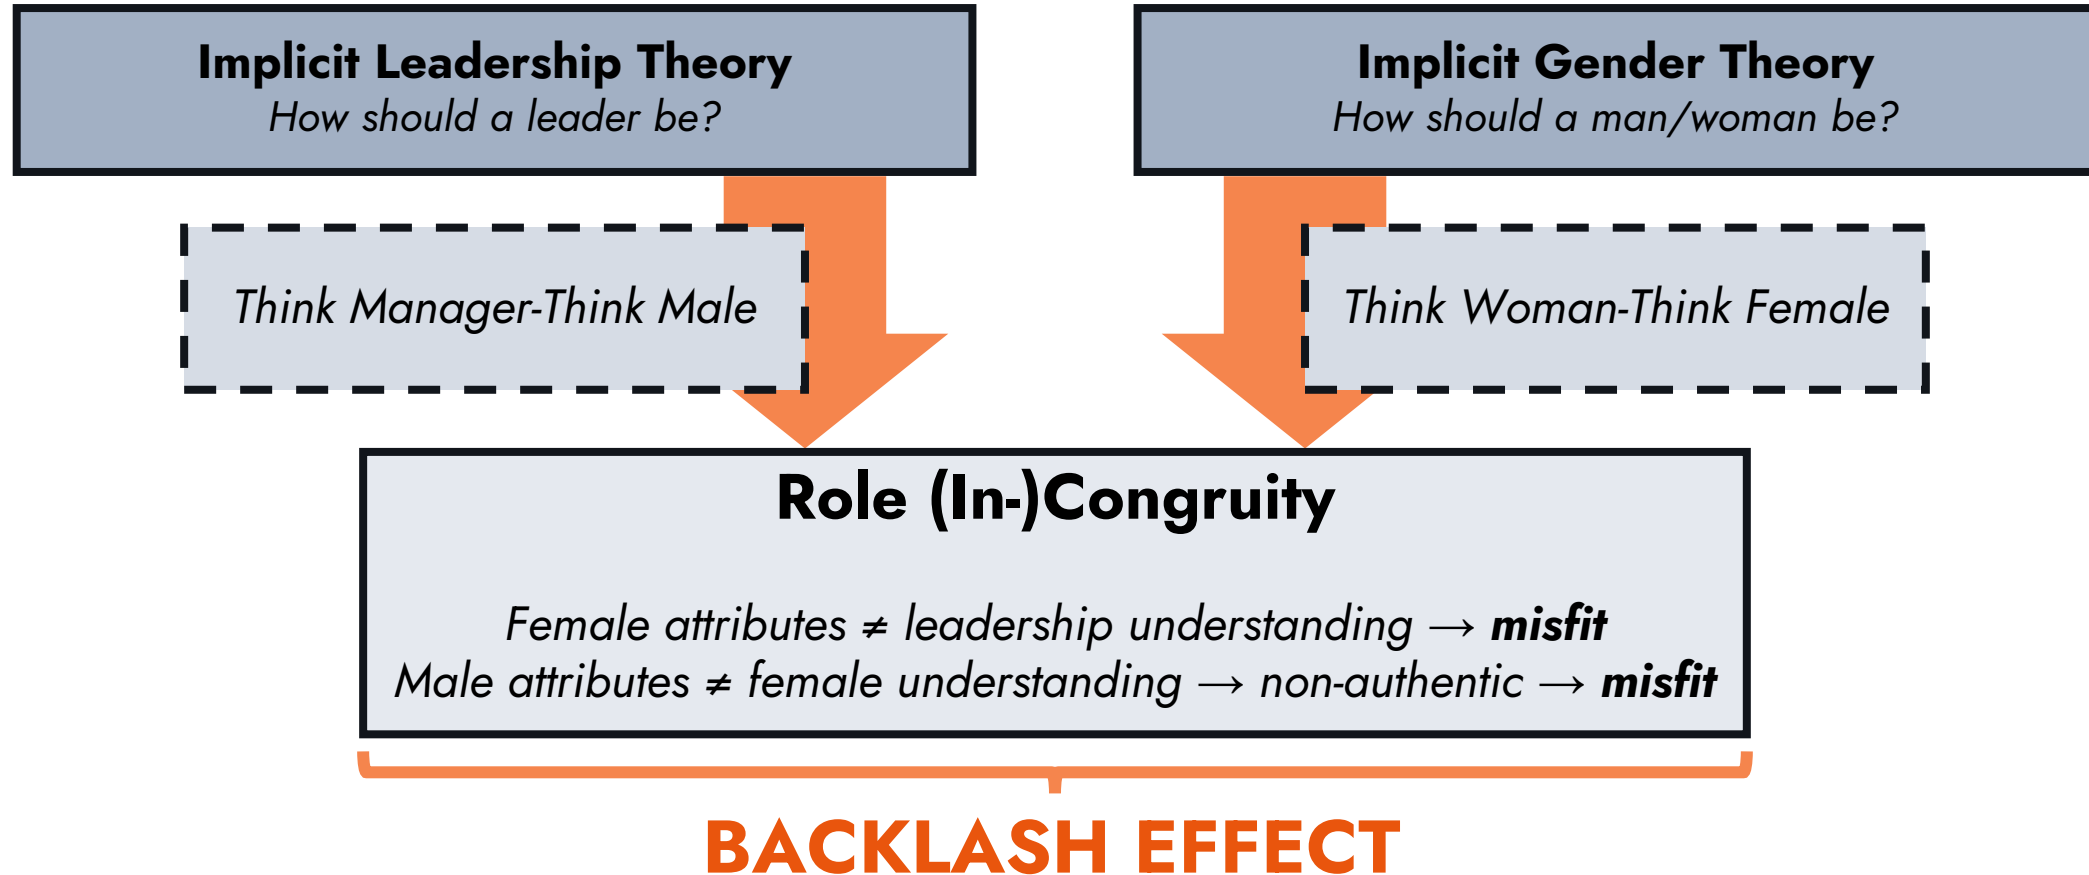 Implicit Leadership Theory
How should a leader be?
Implicit Gender Theory
How should a man/woman be?
Think Manager-Think Male
Think Woman-Think Female
Role (In-)Congruity
Female attributes ≠ leadership understanding → misfit
Male attributes ≠ female understanding → non-authentic → misfit
BACKLASH EFFECT